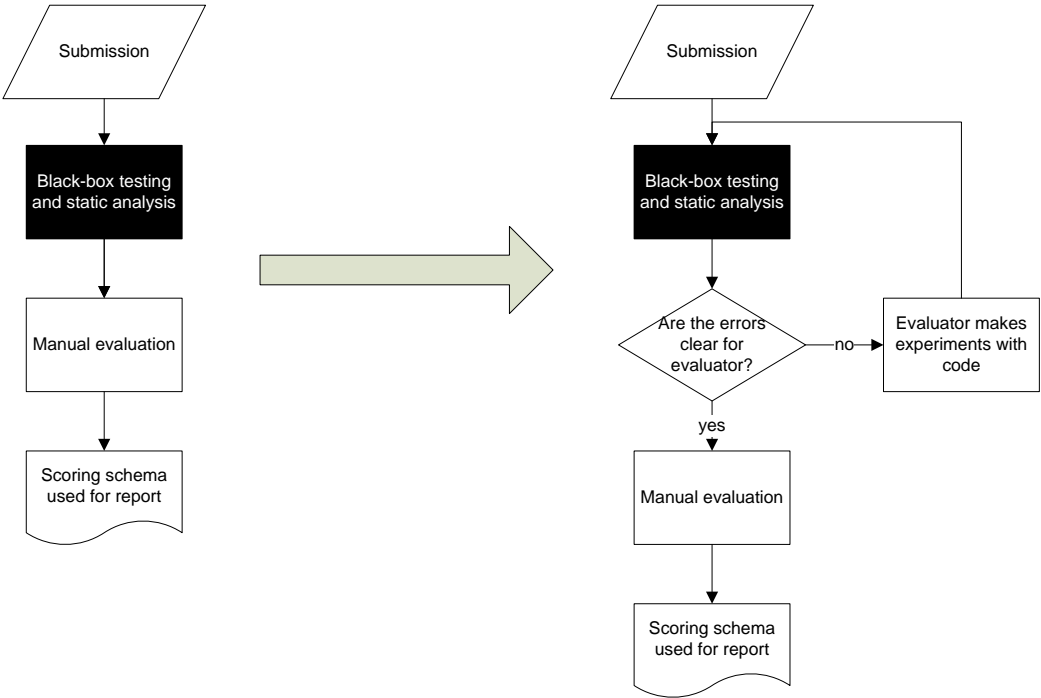 Submission
Black-box testing
and static analysis
Manual evaluation
Scoring schema
used for report
Submission
Black-box testing
and static analysis
Are the errors
clear for
evaluator?
no
Evaluator makes
experiments with
code
yes
Manual evaluation
Scoring schema
used for report